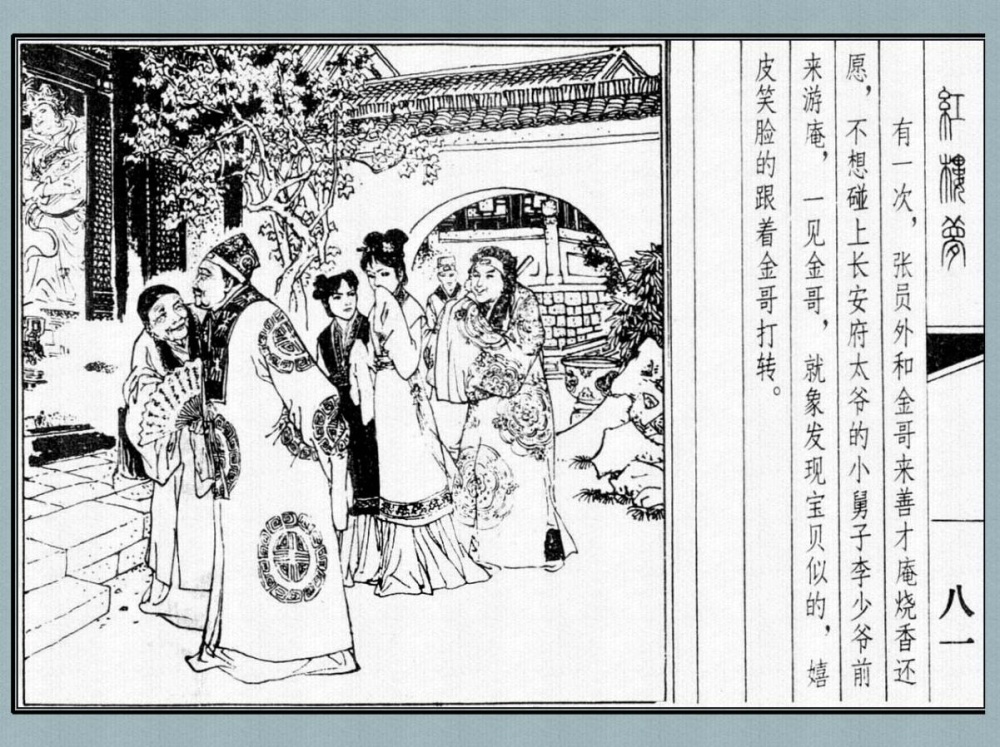 紅樓夢
八一
有一次，张员外和金哥来善才庵烧香还
愿，不想碰上长安府太爷的小舅子李少爷前
来游庵，一见金哥，就象发现宝贝似的，嬉
皮笑脸的跟着金哥打转。